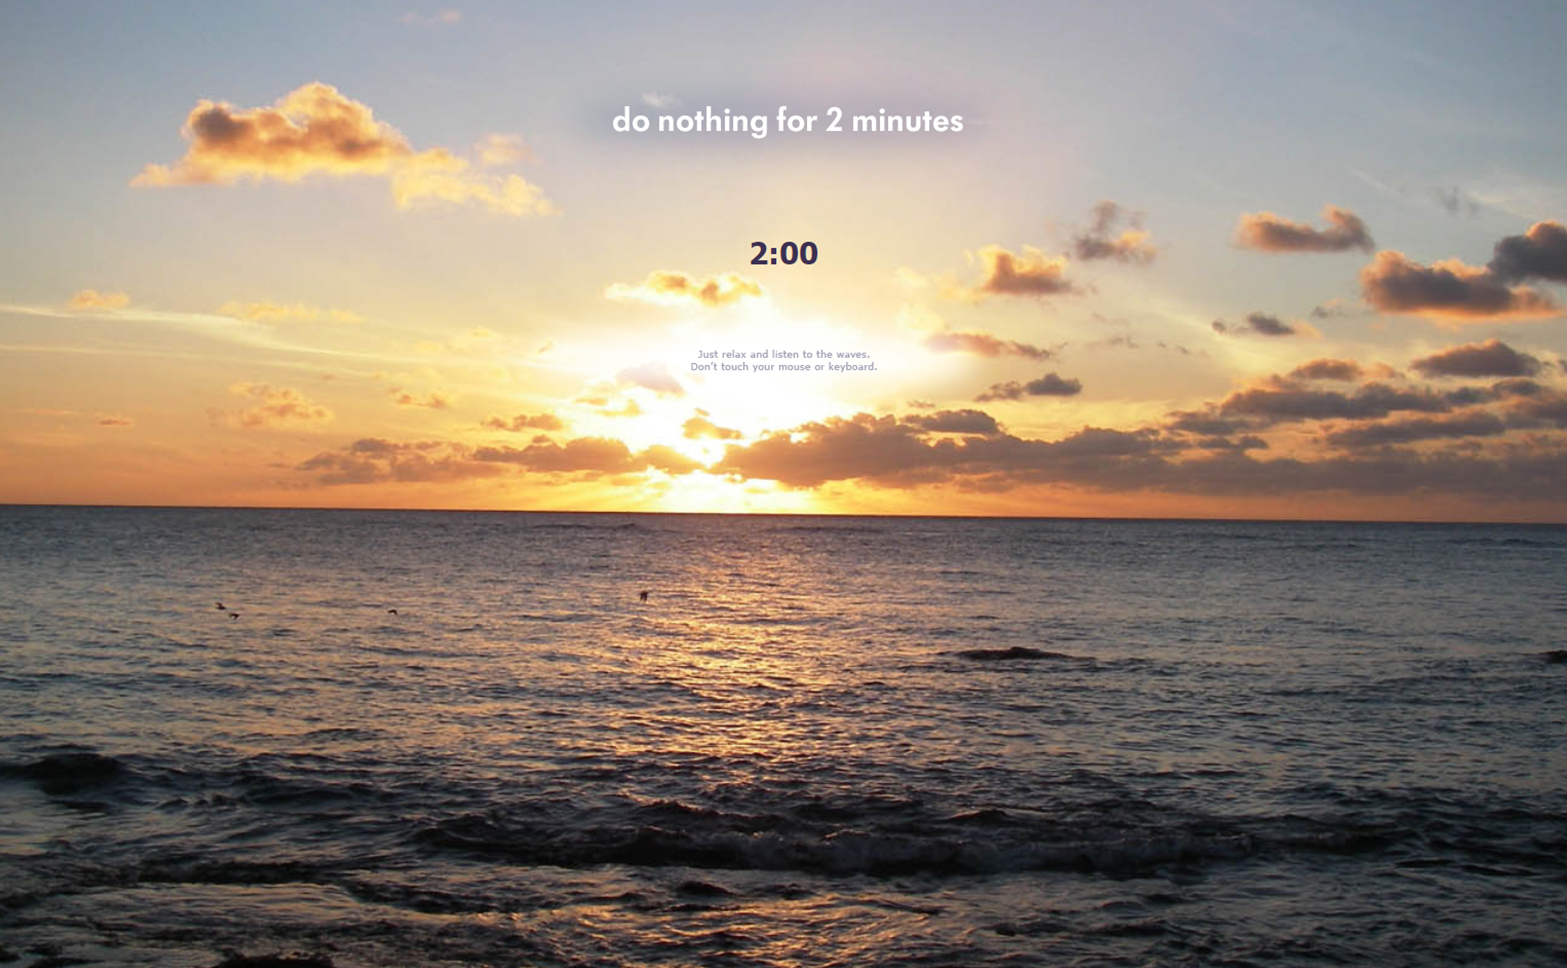 do nothing for 2 minutes
2:00
Just relax and listen to the waves.
Don't touch your mouse or keyboard.